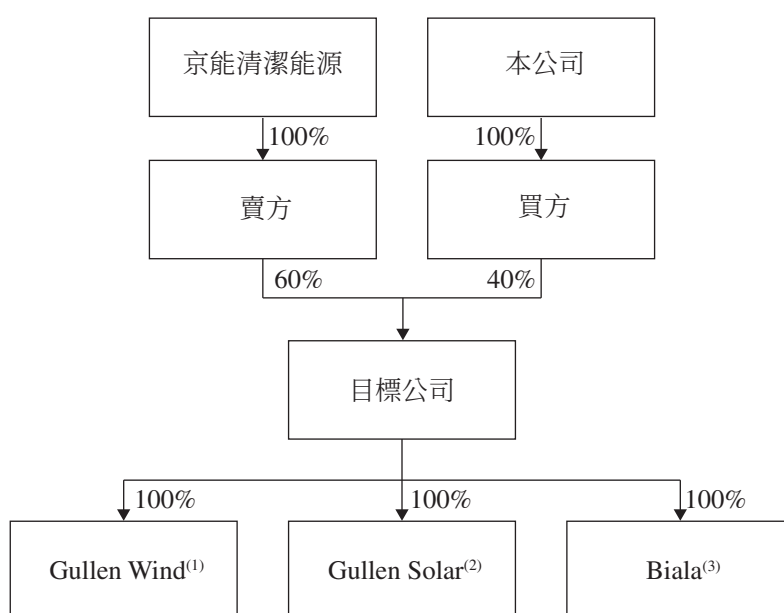 京能清潔能源
本公司
100%
100%
賣方
買方
60%
40%
目標公司
100%
100%
100%
Gullen Wind(1)
Gullen Solar(2)
Biala(3)